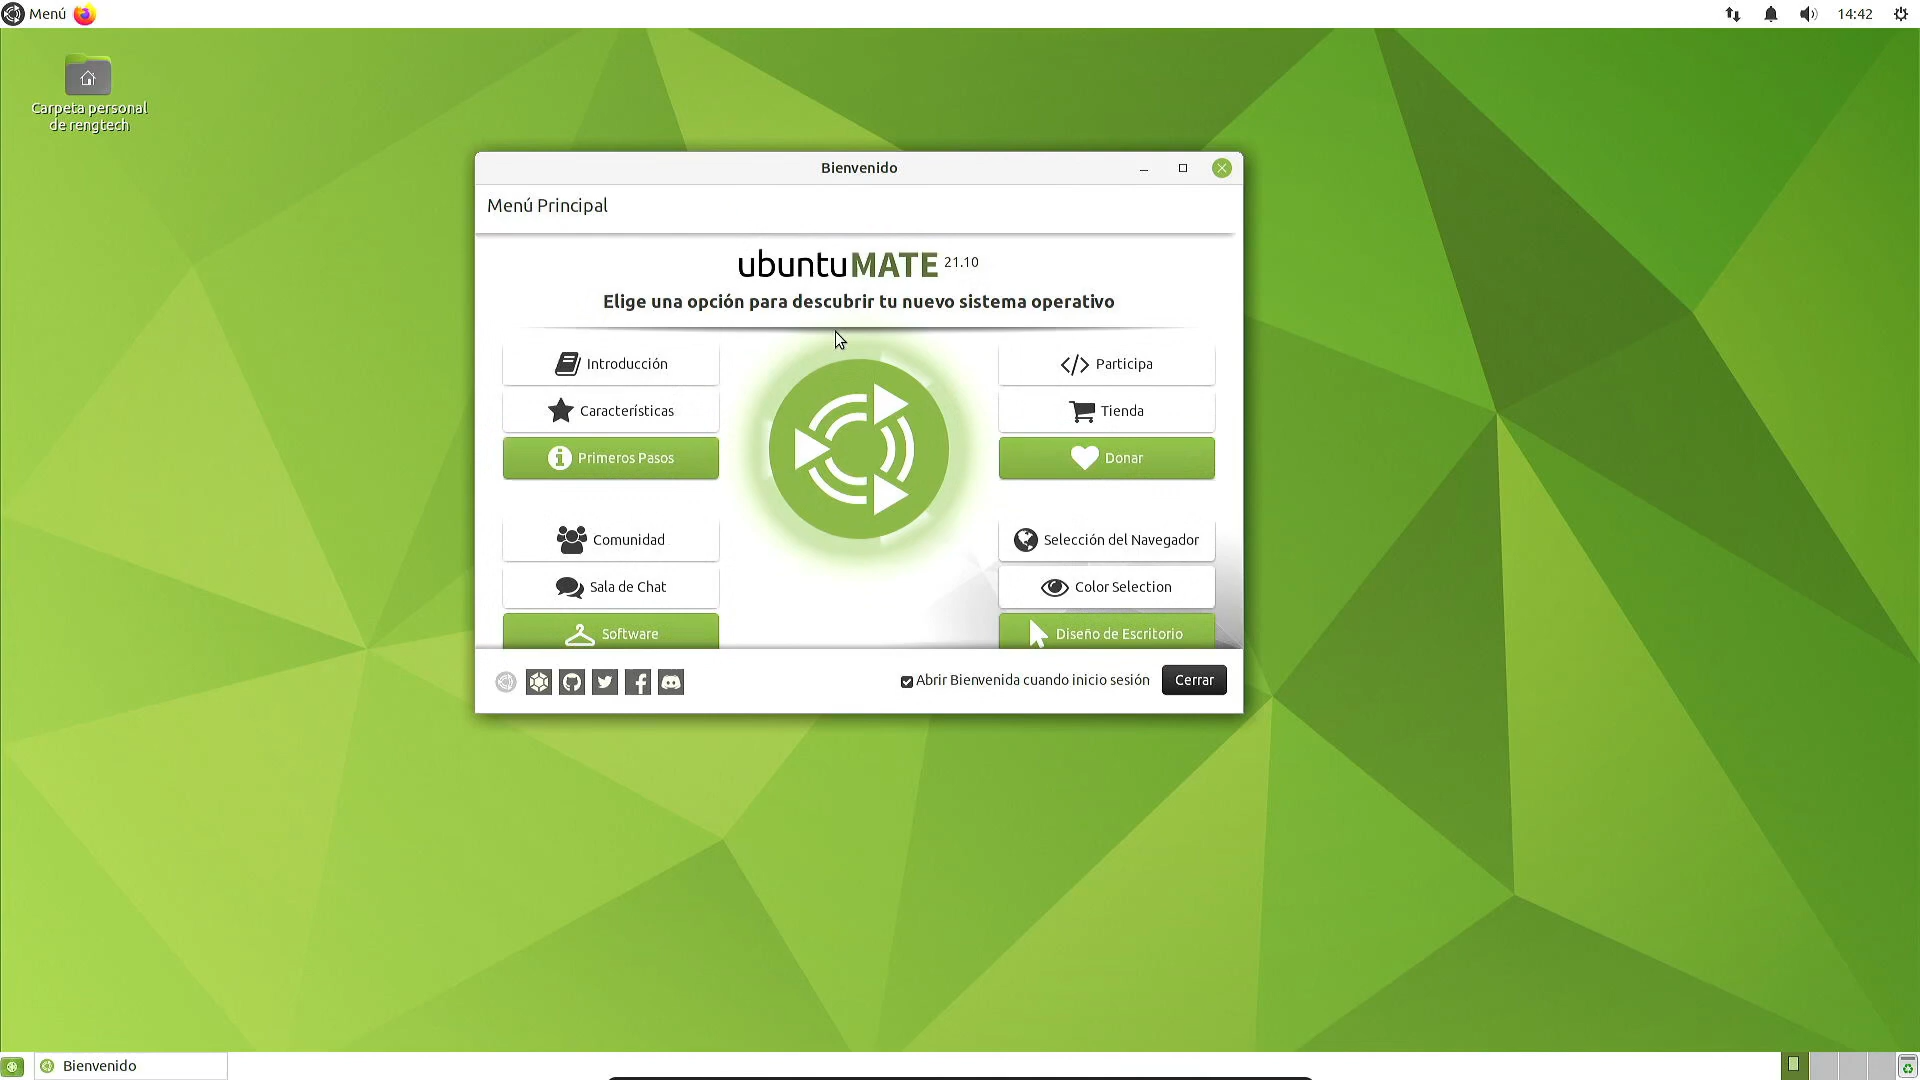 Menú
14:42
Carpeta personal
de rengtech
Bienvenido
Menú Principal
ubuntuMATE 21.10
Elige una opción para descubrir tu nuevo sistema operativo
Introducción
Características
Primeros Pasos
Participa
Tienda
Donar
Comunidad
Sala de Chat
Software
Selección del Navegador
Color Selection
Diseño de Escritorio
Abrir Bienvenida cuando inicio sesión
Cerrar
Bienvenido